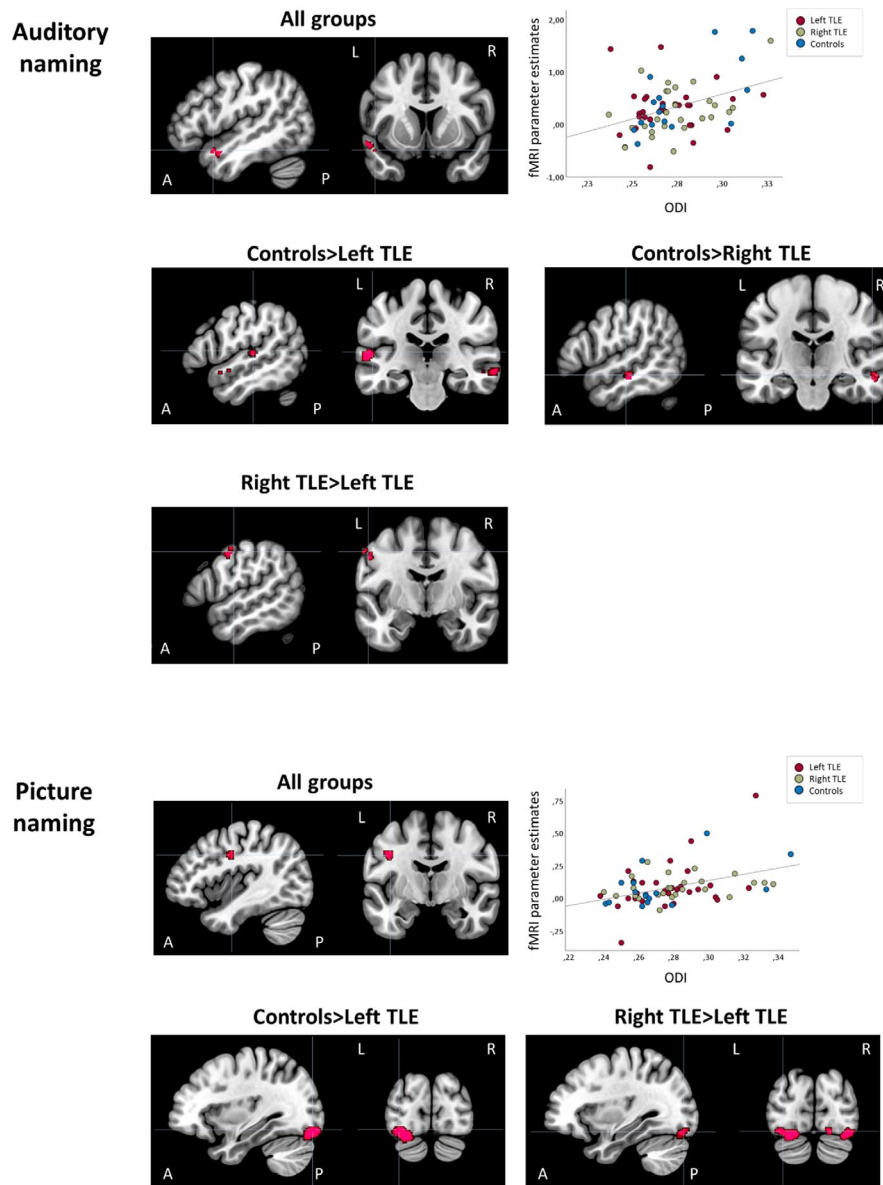 Auditory
naming
All groups
L
R
A
P
2,00
1,00
,00
-1,00
fMRI parameter estimates
,23
,25
,26
,28
,30
,31
,33
ODI
Left TLE
Right TLE
Controls
Controls>Left TLE
L
R
A
P
Controls>Right TLE
L
R
A
P
Right TLE>Left TLE
L
R
A
P
Picture
naming
All groups
L
R
A
P
,75
,50
,25
,00
-,25
fMRI parameter estimates
,22
,24
,26
,28
,30
,32
,34
ODI
Left TLE
Right TLE
Controls
Controls>Left TLE
L
R
A
P
Right TLE>Left TLE
L
R
A
P